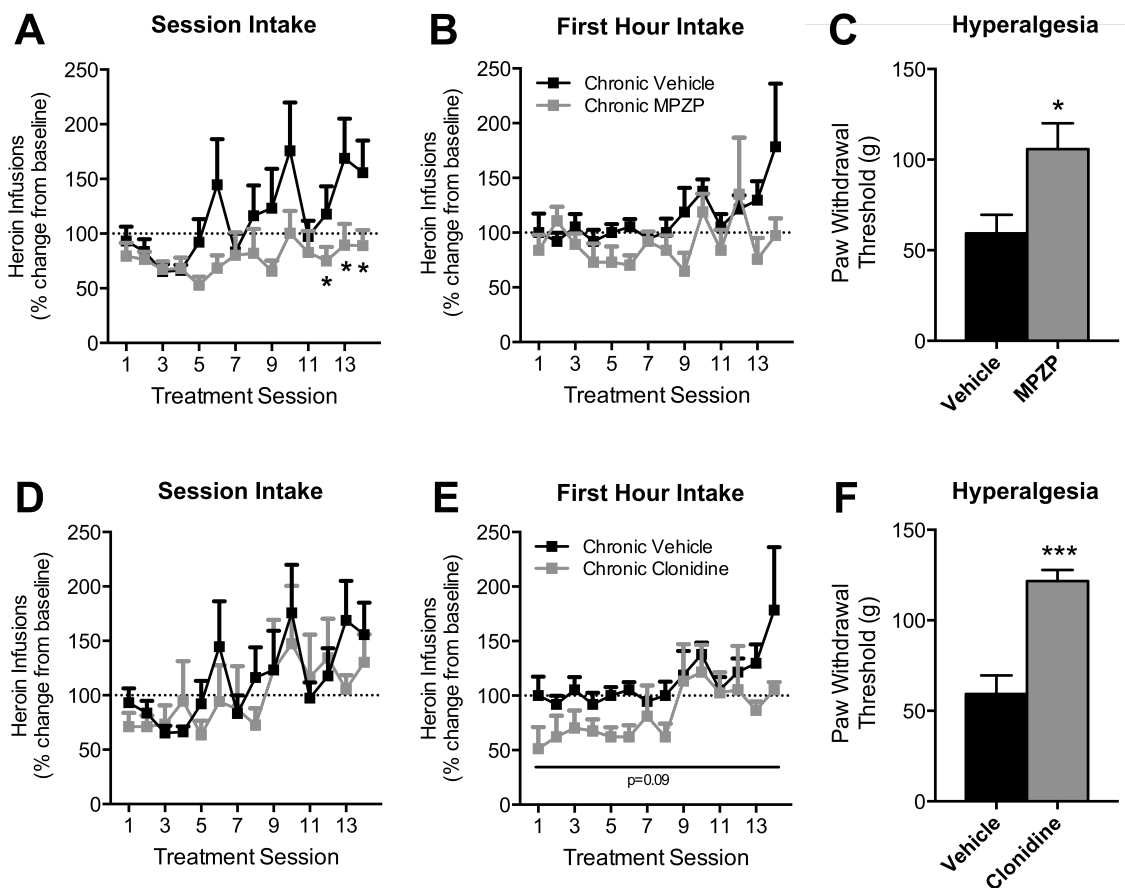 A
Session Intake
Heroin Infusions
(% change from baseline)
250
200
150
100
50
0
* * *
1 3 5 7 9 11 13
Treatment Session
B
First Hour Intake
Heroin Infusions
(% change from baseline)
250
200
150
100
50
0
Chronic Vehicle
Chronic MPZP
1 3 5 7 9 11 13
Treatment Session
C
Hyperalgesia
Paw Withdrawal
Threshold (g)
150
100
50
0
*
Vehicle
MPZP
D
Session Intake
Heroin Infusions
(% change from baseline)
250
200
150
100
50
0
1 3 5 7 9 11 13
Treatment Session
E
First Hour Intake
Heroin Infusions
(% change from baseline)
250
200
150
100
50
0
Chronic Vehicle
Chronic Clonidine
p=0.09
1 3 5 7 9 11 13
Treatment Session
F
Hyperalgesia
Paw Withdrawal
Threshold (g)
150
100
50
0
***
Vehicle
Clonidine